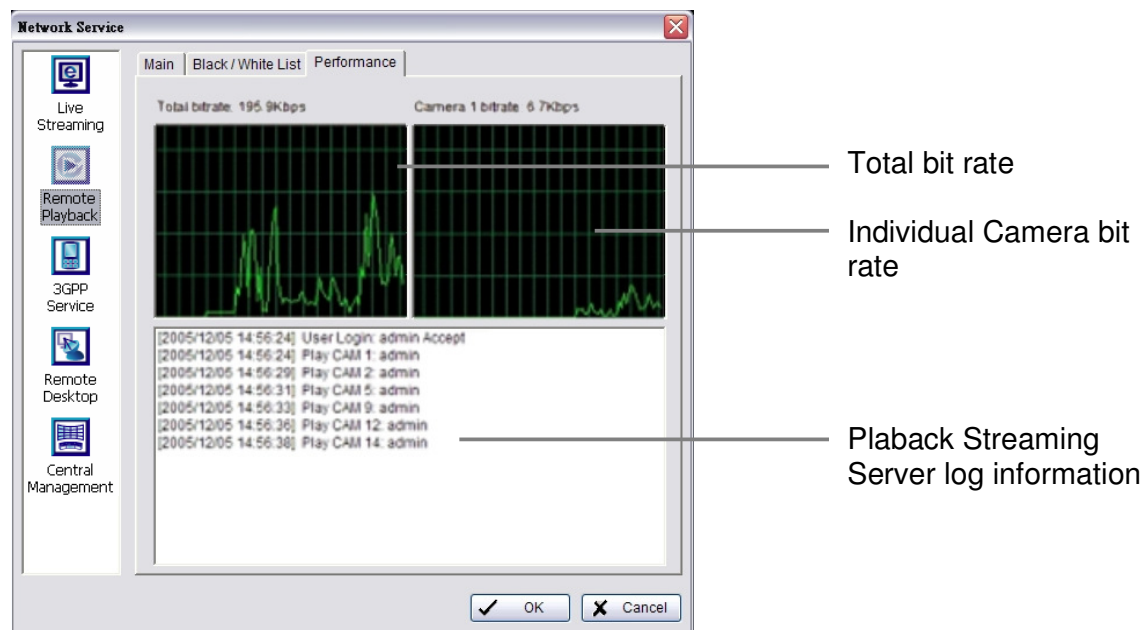 Network Service
Live
Streaming
Remote
Playback
3GPP
Service
Remote
Desktop
Central
Management
Main
Black / White List
Performance
Total bitrate: 195.9Kbps
Camera 1 bitrate 6.7Kbps
[2005/12/05 14:56:24] User Login: admin Accept
[2005/12/05 14:56:24] Play CAM 1: admin
[2005/12/05 14:56:29] Play CAM 2: admin
[2005/12/05 14:56:31] Play CAM 5: admin
[2005/12/05 14:56:33] Play CAM 9: admin
[2005/12/05 14:56:36] Play CAM 12: admin
[2005/12/05 14:56:38] Play CAM 14: admin
OK
Cancel
Total bit rate
Individual Camera bit
rate
Plaback Streaming
Server log information